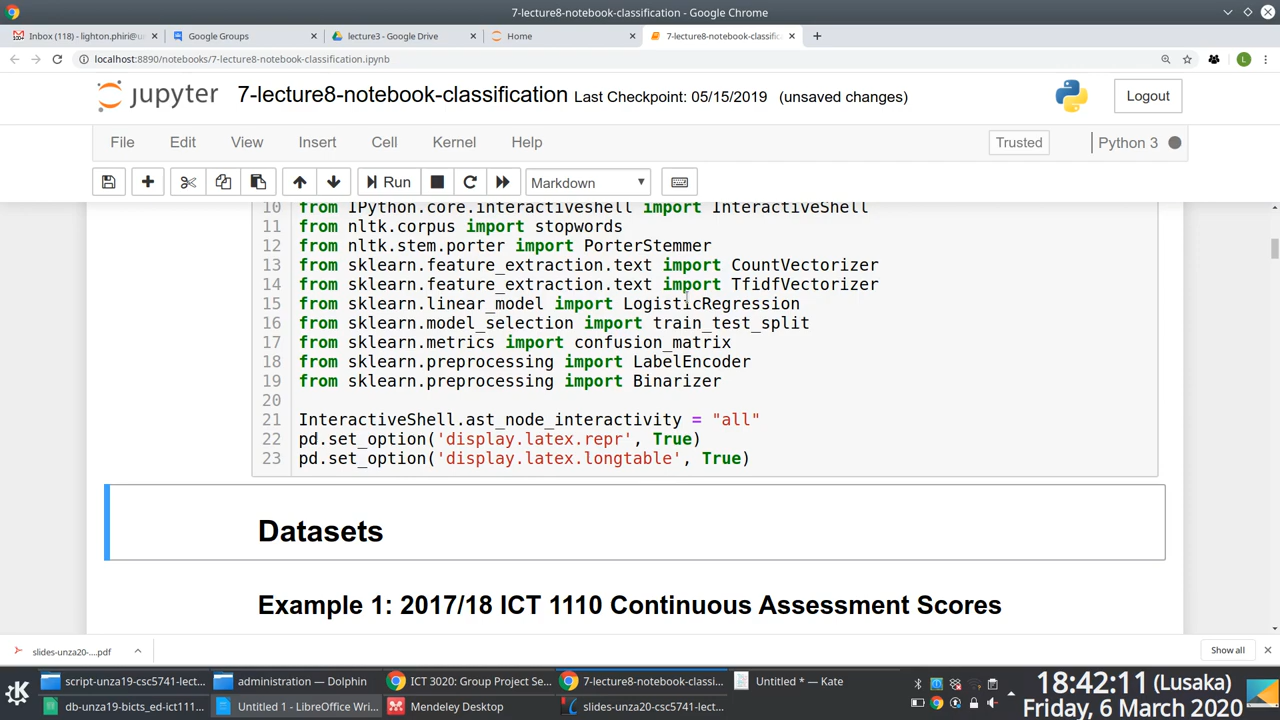 7-lecture8-notebook-classification - Google Chrome
Inbox (118) - lighton.phiri@u
Google Groups
lecture3 - Google Drive
Home
7-lecture8-notebook-classific
localhost:8890/notebooks/7-lecture8-notebook-classification.ipynb
L
jupyter 7-lecture8-notebook-classification Last Checkpoint: 05/15/2019 (unsaved changes)
Logout
File Edit View Insert Cell Kernel Help
Trusted
Python 3
Run
Markdown
10 from IPython.core.interactiveshell import InteractiveShell
11 from nltk.corpus import stopwords
12 from nltk.stem.porter import PorterStemmer
13 from sklearn.feature_extraction.text import CountVectorizer
14 from sklearn.feature_extraction.text import TfidfVectorizer
15 from sklearn.linear_model import LogisticRegression
16 from sklearn.model_selection import train_test_split
17 from sklearn.metrics import confusion_matrix
18 from sklearn.preprocessing import LabelEncoder
19 from sklearn.preprocessing import Binarizer
20
21 InteractiveShell.ast_node_interactivity = "all"
22 pd.set_option('display.latex.repr', True)
23 pd.set_option('display.latex.longtable', True)
Datasets
Example 1: 2017/18 ICT 1110 Continuous Assessment Scores
slides-unza20-....pdf
Show all
script-unza19-csc5741-lect...
administration — Dolphin
ICT 3020: Group Project Se...
7-lecture8-notebook-classi...
Untitled * — Kate
db-unza19-bicts_ed-ict111...
Untitled 1 - LibreOffice Wri...
Mendeley Desktop
slides-unza20-csc5741-lect...
18:42:11 (Lusaka)
Friday, 6 March 2020